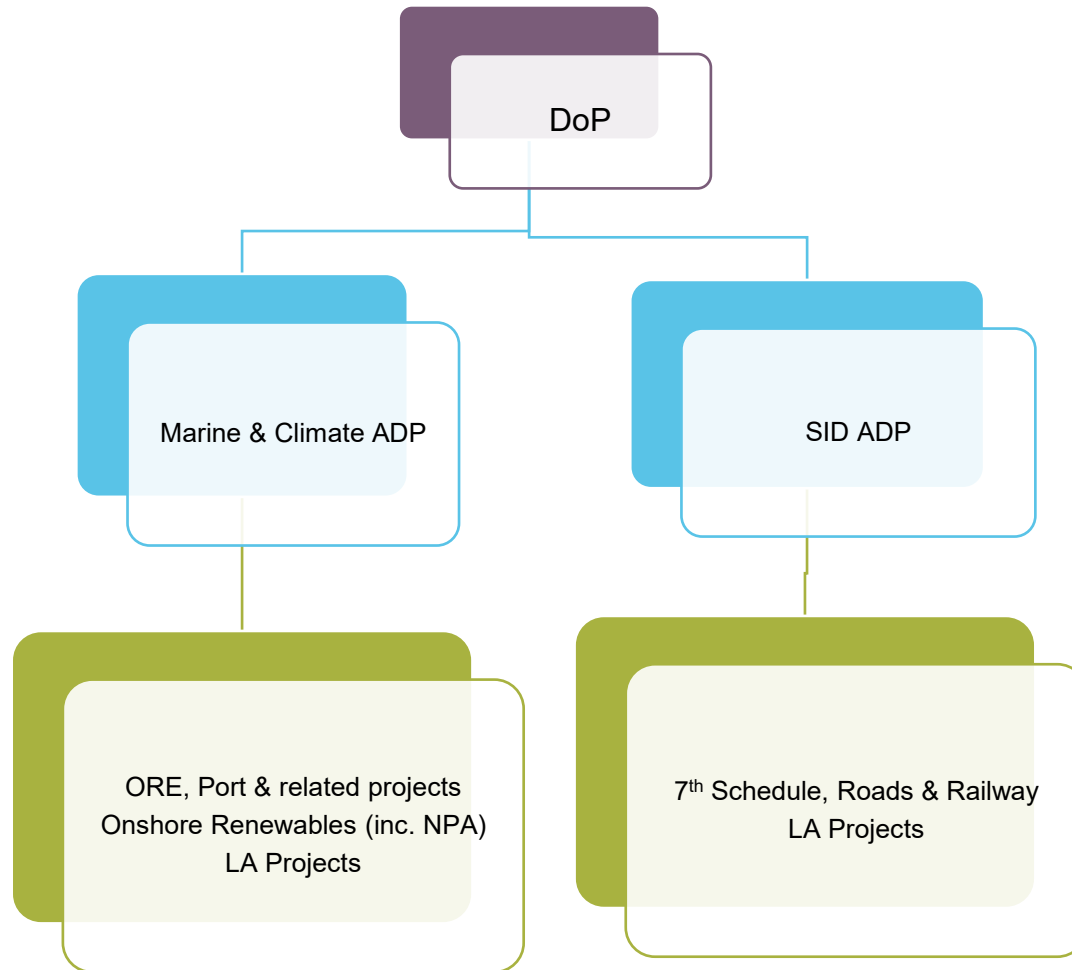 DoP
Marine & Climate ADP
SID ADP
ORE, Port & related projects
Onshore Renewables (inc. NPA)
LA Projects
7th Schedule, Roads & Railway
LA Projects